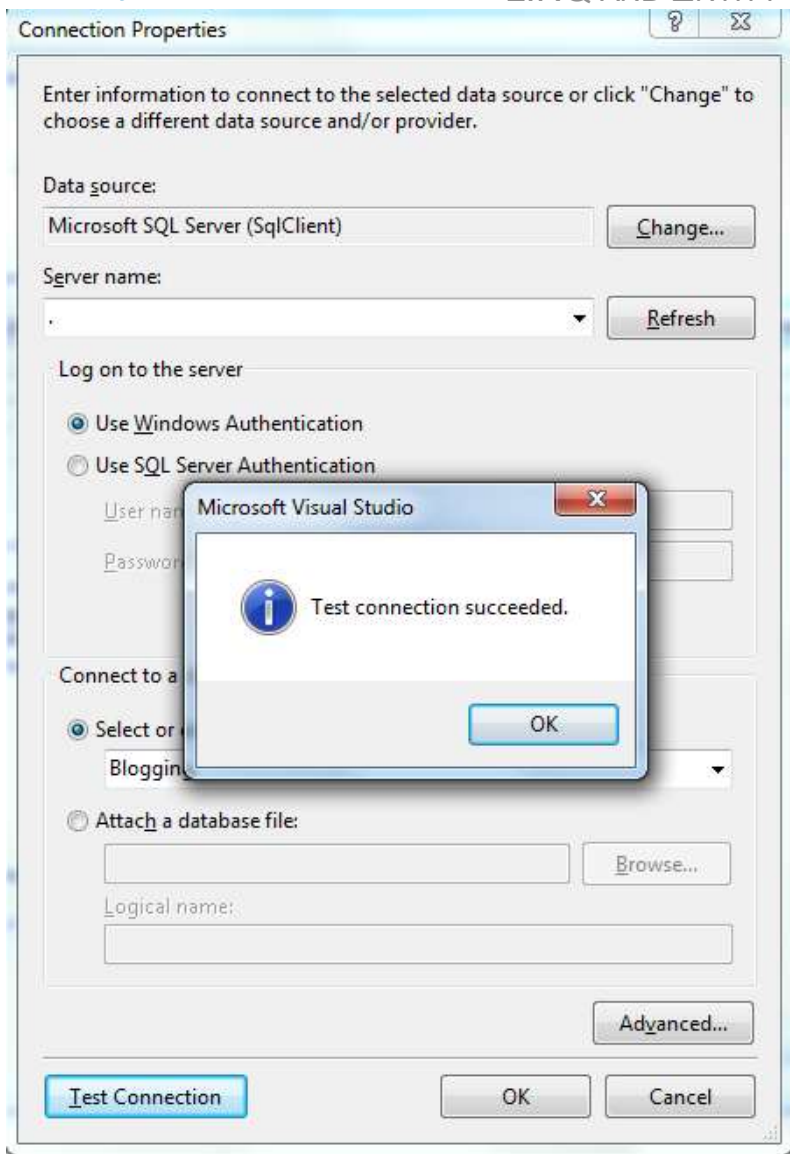 Connection Properties
Enter information to connect to the selected data source or click "Change" to
choose a different data source and/or provider.
Data source:
Microsoft SQL Server (SqlClient)
Change...
Server name:
.
Refresh
Log on to the server
Use Windows Authentication
Use SQL Server Authentication
User nam
Microsoft Visual Studio
Passwor
Test connection succeeded.
Connect to a
OK
Select or
Blogging
Attach a database file:
Browse...
Logical name:
Advanced...
Test Connection
OK
Cancel